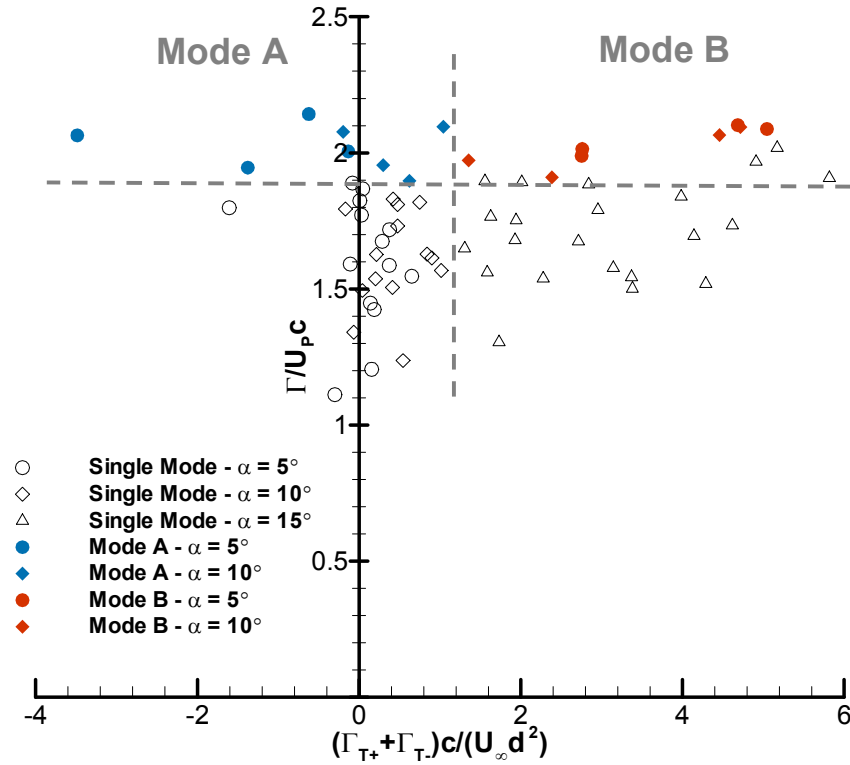 Mode A
Mode B
2.5
2
1.5
1
0.5
Γ/U_P c
Single Mode - α = 5°
Single Mode - α = 10°
Single Mode - α = 15°
Mode A - α = 5°
Mode A - α = 10°
Mode B - α = 5°
Mode B - α = 10°
-4 -2 0 2 4 6
(Γ_T+ + Γ_T-)c/(U_∞ d²)